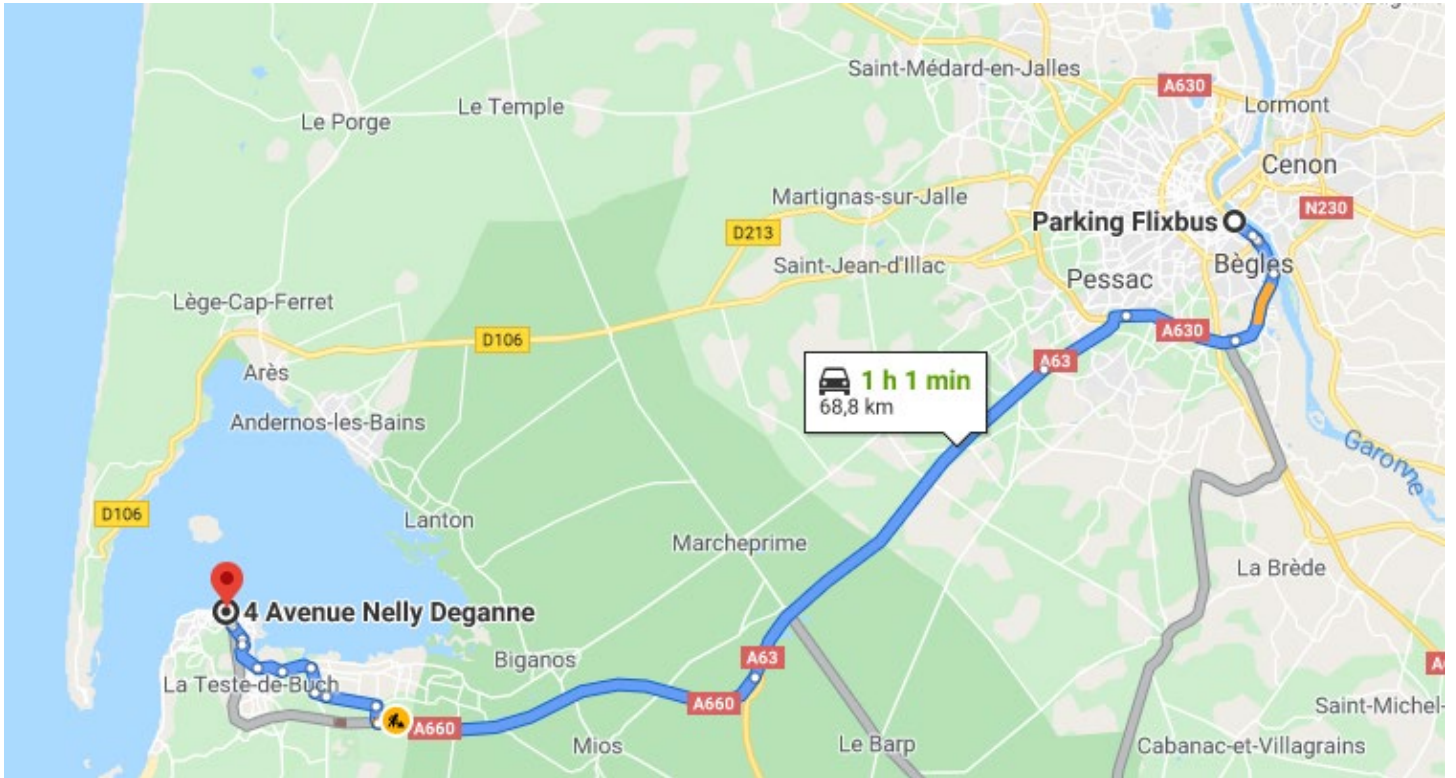 Saint-Médard-en-Jalles
A630
Lormont
Le Temple
Le Porge
Cenon
Martignas-sur-Jalle
Parking Flixbus
N230
D213
Saint-Jean-d'Illac
Bègles
Pessac
Lège-Cap-Ferret
D106
A630
Arès
A63
1 h 1 min
68,8 km
Andernos-les-Bains
Garonne
D106
Lanton
Marcheprime
La Brède
4 Avenue Nelly Deganne
Biganos
A63
La Teste-de-Buch
A660
Saint-Michel-
A660
Mios
Le Barp
Cabanac-et-Villagrains